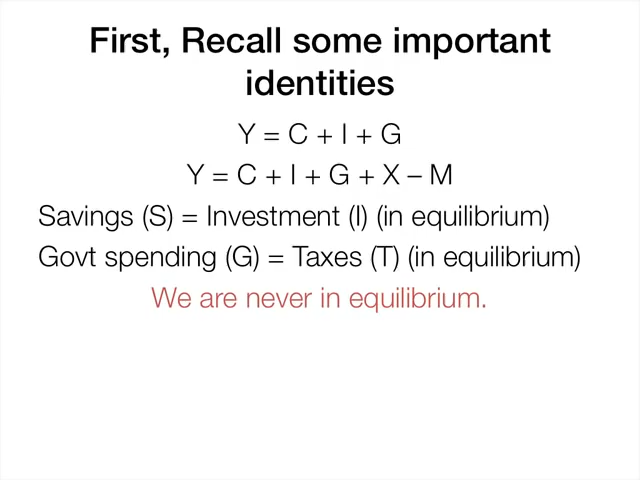 First, Recall some important
identities
Y = C + I + G
Y = C + I + G + X – M
Savings (S) = Investment (I) (in equilibrium)
Govt spending (G) = Taxes (T) (in equilibrium)
We are never in equilibrium.